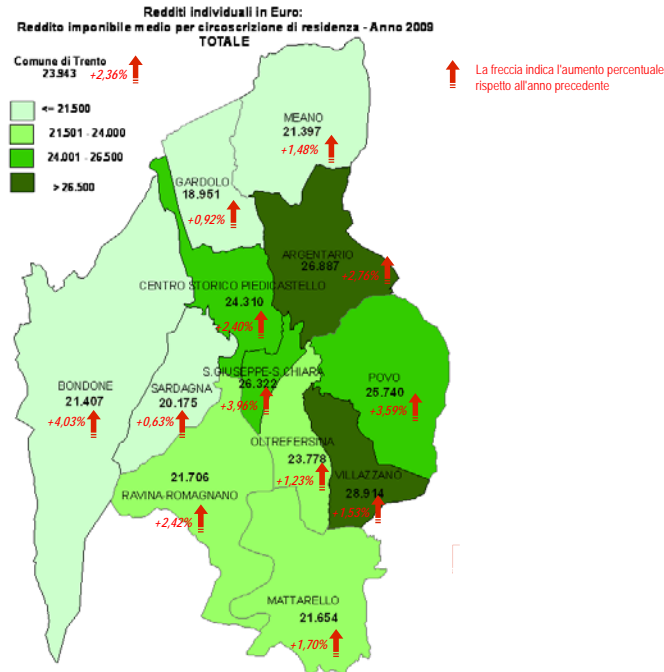 Redditi individuali in Euro:
Reddito imponibile medio per circoscrizione di residenza - Anno 2009
TOTALE
Comune di Trento
23.943 +2,36%
La freccia indica l'aumento percentuale
rispetto all'anno precedente
<= 21.500
21.501 - 24.000
24.001 - 26.500
> 26.500
MEANO
21.397
+1,48%
GARDOLO
18.951
+0,92%
ARGENTARIO
26.887
CENTRO STORICO PIEDICASTELLO
24.310
+2,40%
S.GIUSEPPE-S.CHIARA
26.322
+3,96%
POVO
25.740
+3,59%
BONDONE
21.407
+4,03%
SARDAGNA
20.175
+0,63%
OLTREFERSINA
23.778
+1,23%
VILLAZZANO
28.914
21.706
RAVINA-ROMAGNANO
+2,42%
MATTARELLO
21.654
+1,70%